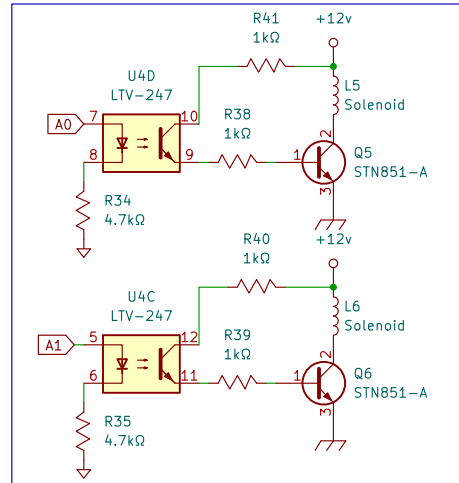 R41
1kΩ
+12v
L5
Solenoid
U4D
LTV-247
A0
7
10
8
9
R38
1kΩ
1
2
3
Q5
STN851-A
R34
4.7kΩ
R40
1kΩ
+12v
L6
Solenoid
U4C
LTV-247
A1
5
12
6
11
R39
1kΩ
1
2
3
Q6
STN851-A
R35
4.7kΩ